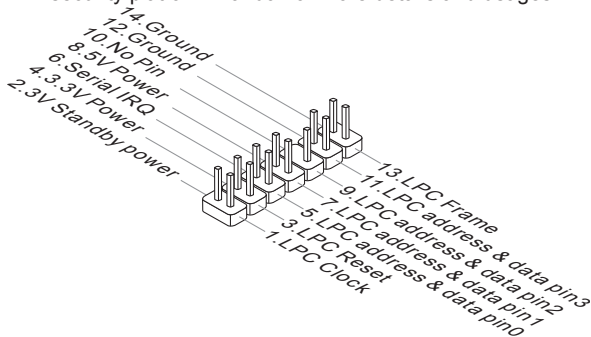 14.Ground
12.Ground
10.No Pin
8.5V Power
6.Serial IRQ
4.3.3V Power
2.3V Standby power
13.LPC Frame
11.LPC address & data pin3
9.LPC address & data pin2
7.LPC address & data pin1
5.LPC address & data pin0
3.LPC Reset
1.LPC Clock